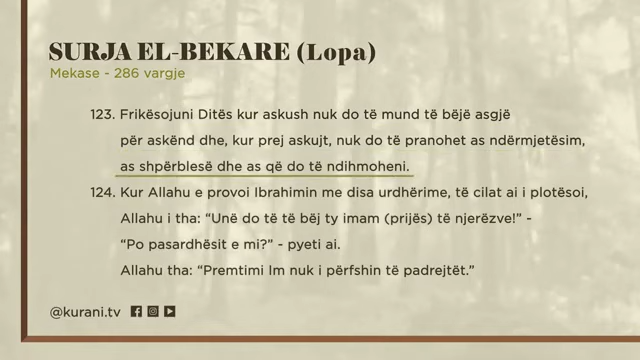 SURJA EL-BEKARE (Lopa)
Mekase - 286 vargje
123. Frikësojuni Ditës kur askush nuk do të mund të bëjë asgjë
për askënd dhe, kur prej askujt, nuk do të pranohet as ndërmjetësim,
as shpërblesë dhe as që do të ndihmoheni.
124. Kur Allahu e provoi Ibrahimin me disa urdhërime, të cilat ai i plotësoi,
Allahu i tha: “Unë do të të bëj ty imam (prijës) të njerëzve!” -
“Po pasardhësit e mi?” - pyeti ai.
Allahu tha: “Premtimi Im nuk i përfshin të padrejtët.”
@kurani.tv